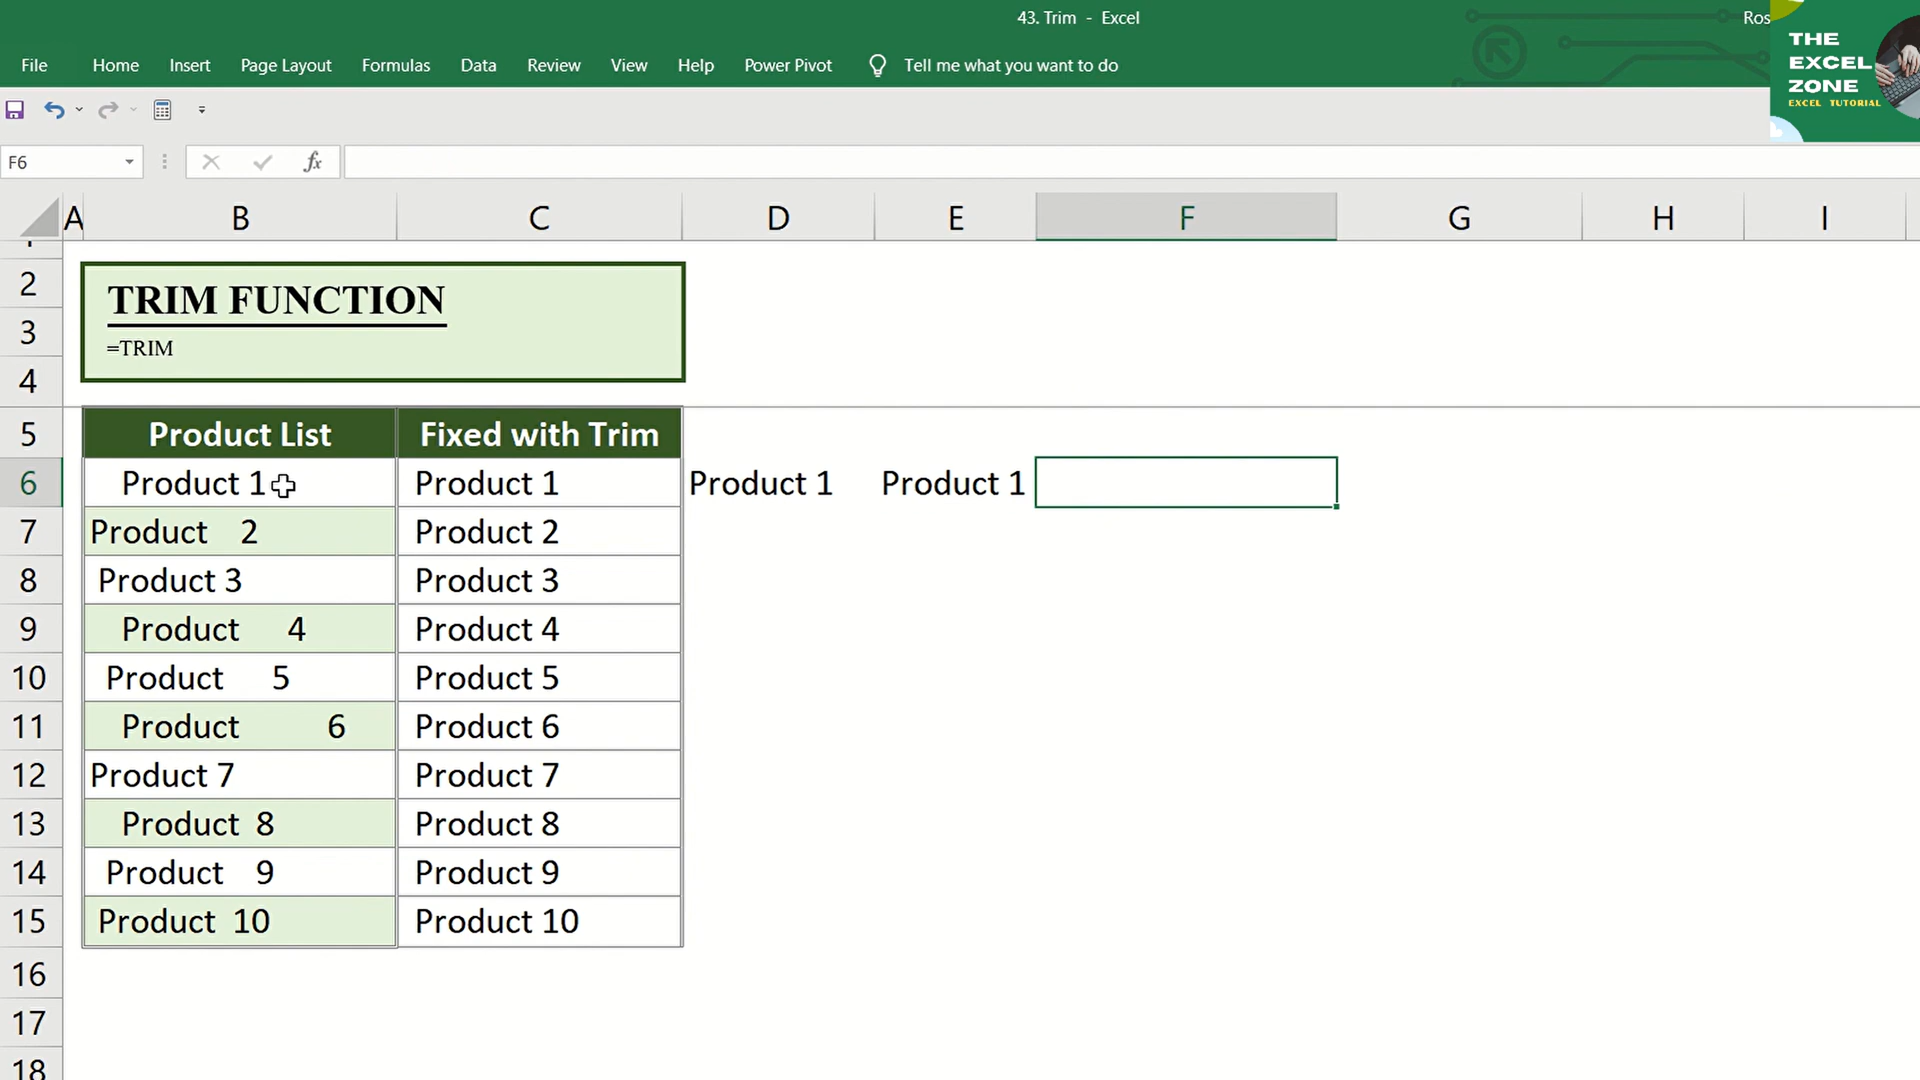 43. Trim - Excel
Ros
THE
EXCEL
ZONE
EXCEL TUTORIAL
File Home Insert Page Layout Formulas Data Review View Help Power Pivot Tell me what you want to do
F6 fx
A B C D E F G H I
2 TRIM FUNCTION
3 =TRIM
4
5 Product List Fixed with Trim
6 Product 1 Product 1 Product 1 Product 1
7 Product    2 Product 2
8 Product 3 Product 3
9 Product      4 Product 4
10 Product      5 Product 5
11 Product           6 Product 6
12 Product 7 Product 7
13 Product  8 Product 8
14 Product    9 Product 9
15 Product  10 Product 10
16
17
18